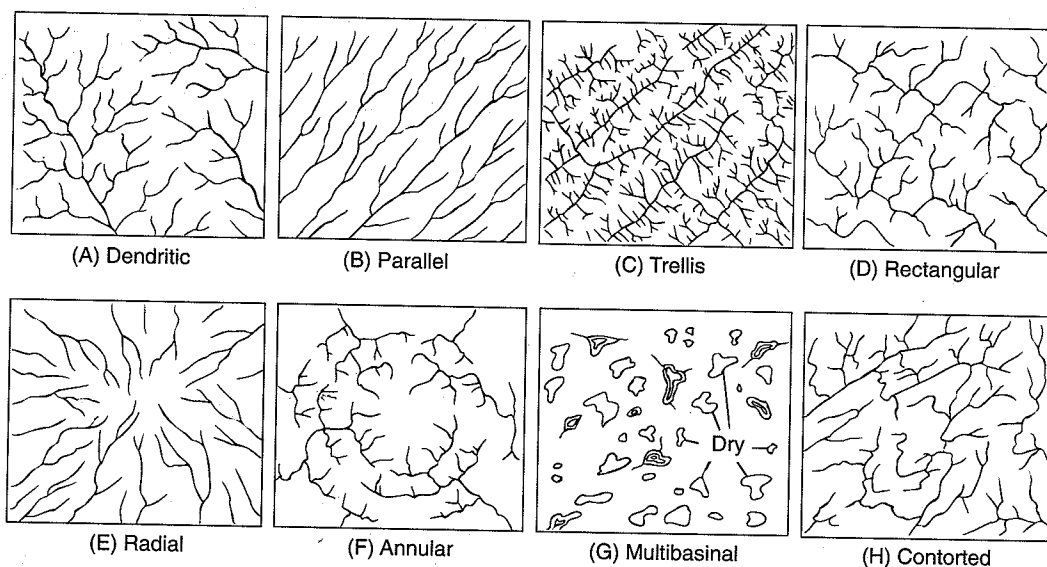 (A) Dendritic
(B) Parallel
(C) Trellis
(D) Rectangular
Dry
(E) Radial
(F) Annular
(G) Multibasinal
(H) Contorted